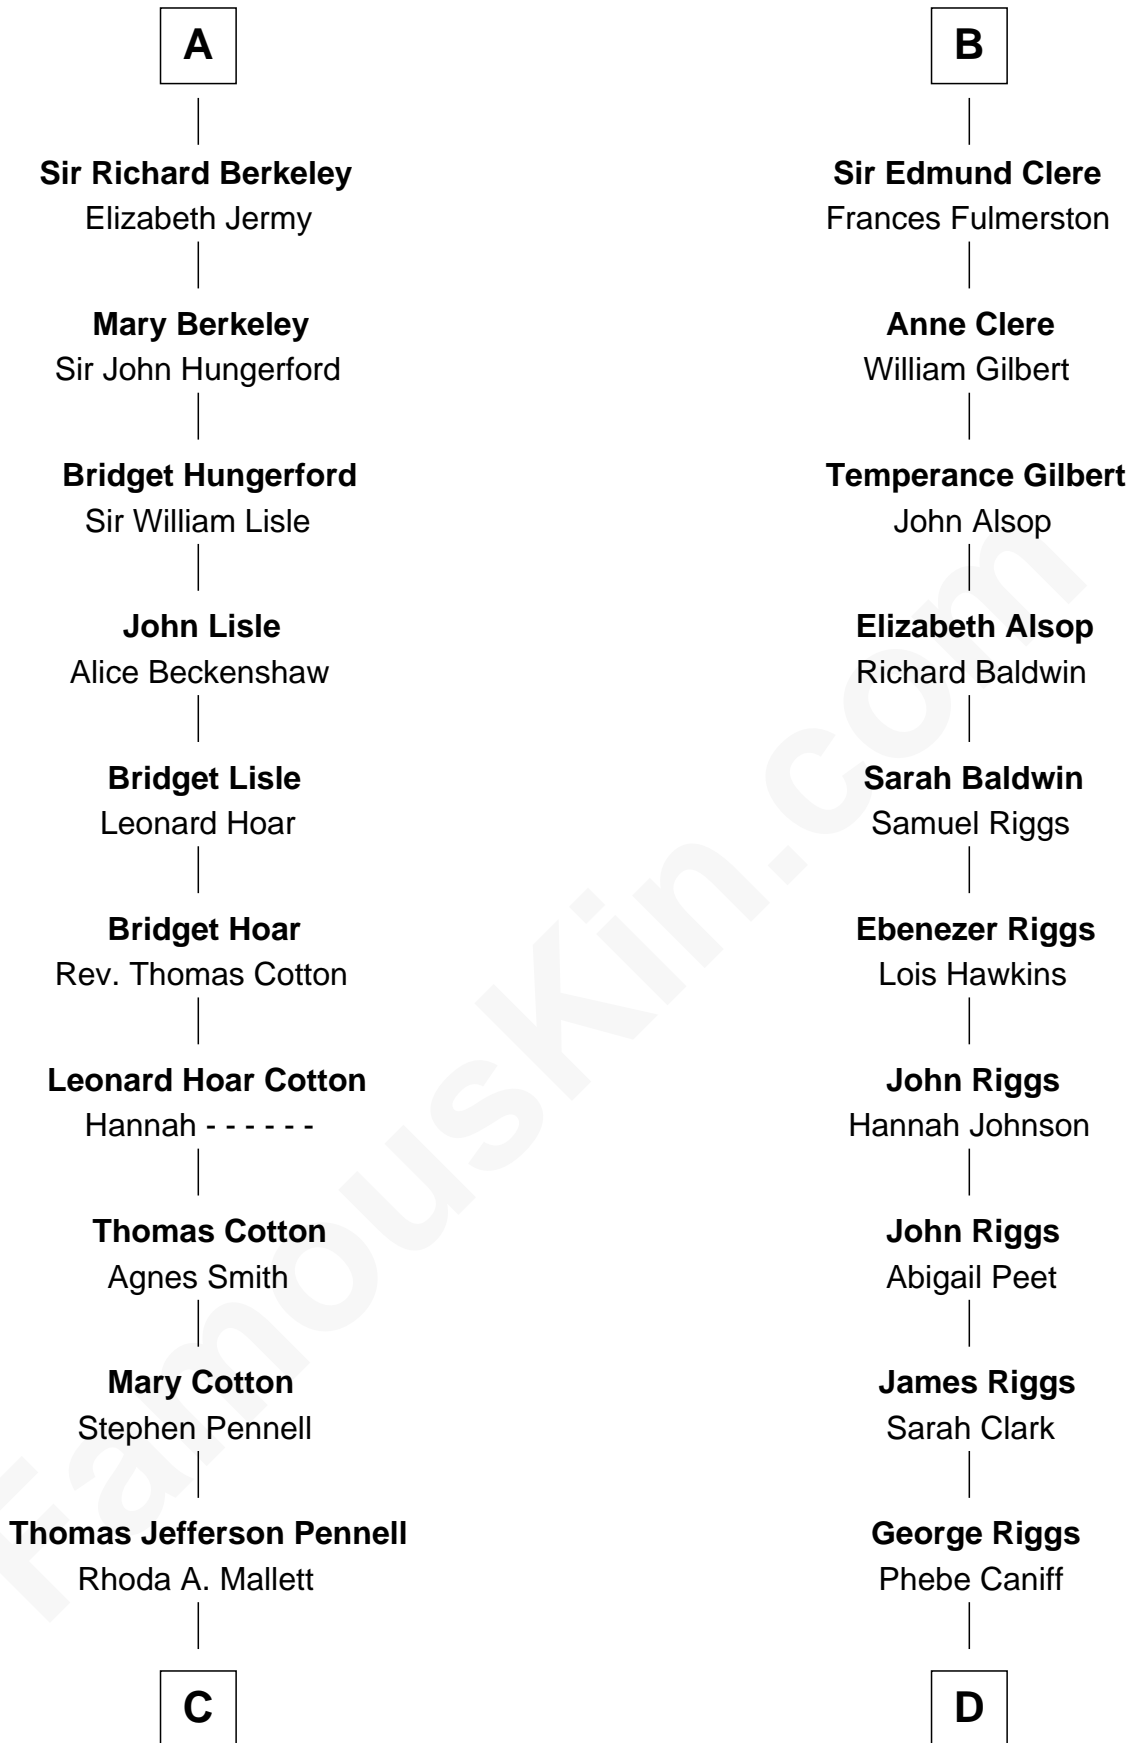 A
Sir Richard Berkeley
Elizabeth Jermy
Mary Berkeley
Sir John Hungerford
Bridget Hungerford
Sir William Lisle
John Lisle
Alice Beckenshaw
Bridget Lisle
Leonard Hoar
Bridget Hoar
Rev. Thomas Cotton
Leonard Hoar Cotton
Hannah - - - - - -
Thomas Cotton
Agnes Smith
Mary Cotton
Stephen Pennell
Thomas Jefferson Pennell
Rhoda A. Mallett
C
B
Sir Edmund Clere
Frances Fulmerston
Anne Clere
William Gilbert
Temperance Gilbert
John Alsop
Elizabeth Alsop
Richard Baldwin
Sarah Baldwin
Samuel Riggs
Ebenezer Riggs
Lois Hawkins
John Riggs
Hannah Johnson
John Riggs
Abigail Peet
James Riggs
Sarah Clark
George Riggs
Phebe Caniff
D
FamousKin.com